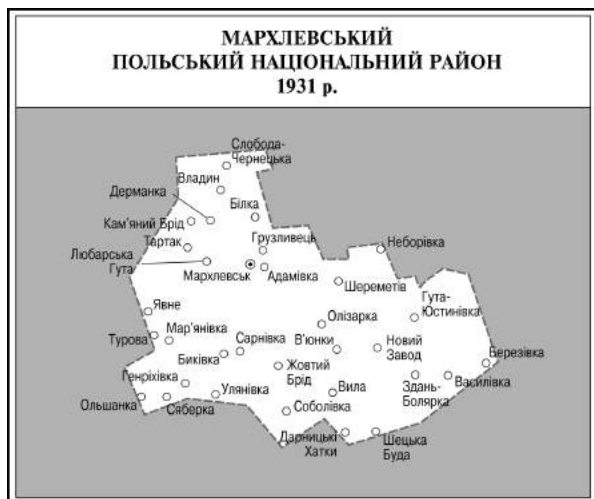 МАРХЛЕВСЬКИЙ
ПОЛЬСЬКИЙ НАЦІОНАЛЬНИЙ РАЙОН
1931 р.
Слобода-
Чернецька
Владин
Дерманка
Білка
Кам'яний Брід
Тартак
Грузливець
Неборівка
Любарська
Гута
Мархлевськ
Адамівка
Шереметів
Явне
Гута-
Юстинівка
Олізарка
Турова
Мар'янівка
Сарнівка
В'юнки
Новий
Завод
Березівка
Биківка
Жовтий
Брід
Генріхівка
Улянівка
Вила
Здань-
Болярка
Василівка
Ольшанка
Сяберка
Соболівка
Дарницькі
Хатки
Шецька
Буда